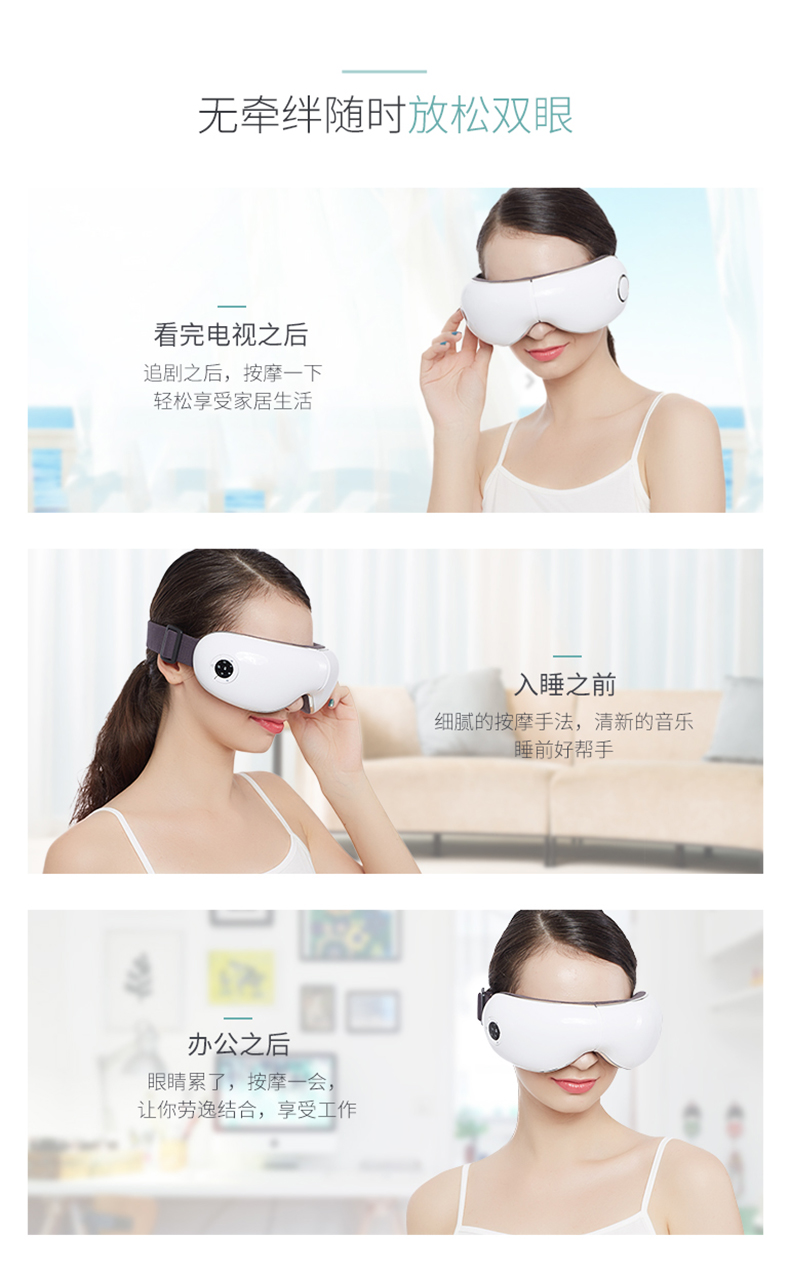 无牵绊随时放松双眼
看完电视之后
追剧之后，按摩一下
轻松享受家居生活
入睡之前
细腻的按摩手法，清新的音乐
睡前好帮手
办公之后
眼睛累了，按摩一会，
让你劳逸结合，享受工作